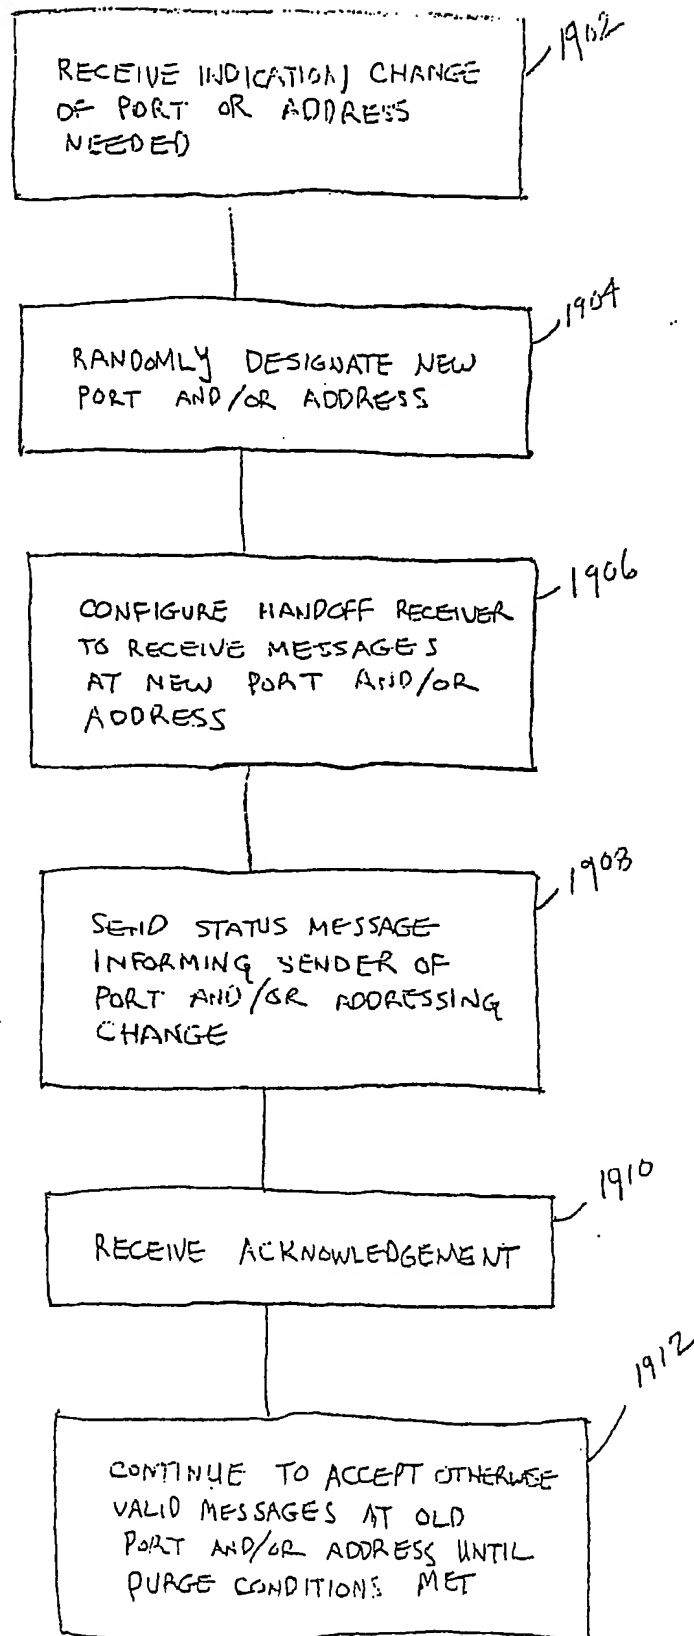 1902
RECEIVE INDICATION CHANGE
OF PORT OR ADDRESS
NEEDED
1904
RANDOMLY DESIGNATE NEW
PORT AND/OR ADDRESS
1906
CONFIGURE HANDOFF RECEIVER
TO RECEIVE MESSAGES
AT NEW PORT AND/OR
ADDRESS
1908
SEND STATUS MESSAGE
INFORMING SENDER OF
PORT AND/OR ADDRESSING
CHANGE
1910
RECEIVE ACKNOWLEDGEMENT
1912
CONTINUE TO ACCEPT OTHERWISE
VALID MESSAGES AT OLD
PORT AND/OR ADDRESS UNTIL
PURGE CONDITIONS MET